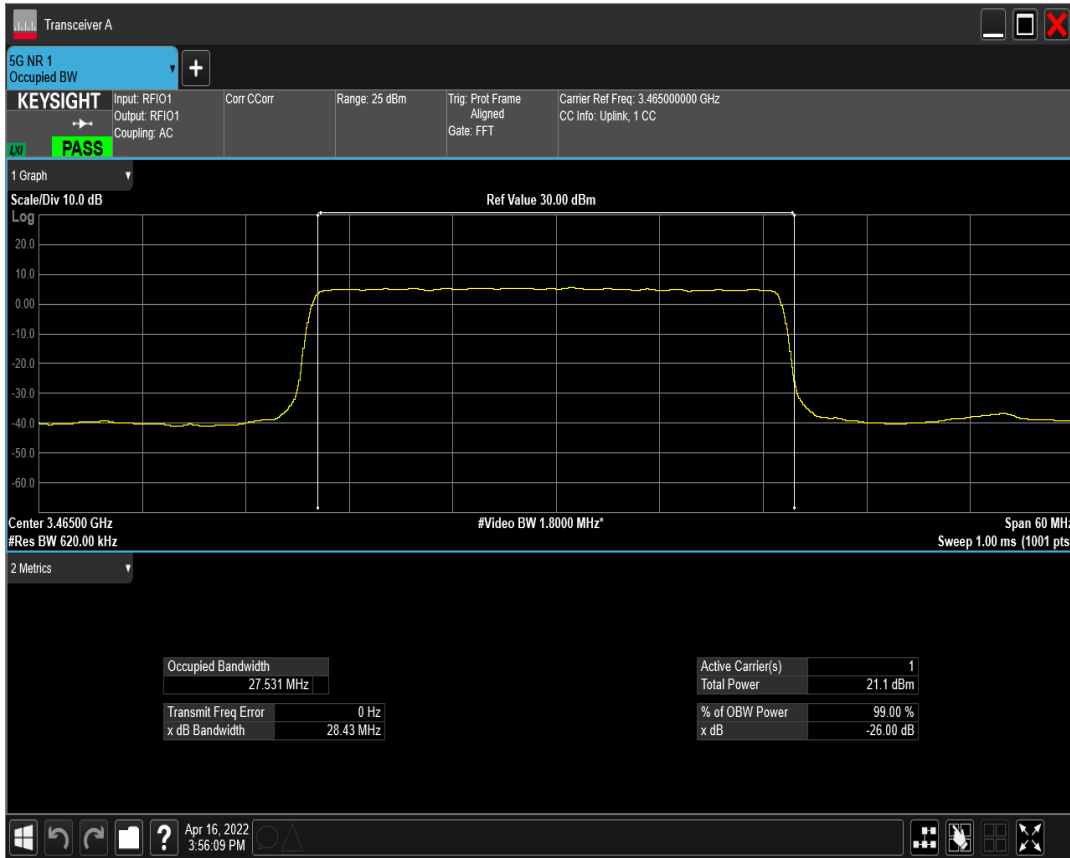 Transceiver A
5G NR 1
Occupied BW
KEYSIGHT
LXI
PASS
Input: RFIO1
Output: RFIO1
Coupling: AC
Corr CCorr
Range: 25 dBm
Trig: Prot Frame
Aligned
Gate: FFT
Carrier Ref Freq: 3.465000000 GHz
CC Info: Uplink, 1 CC
1 Graph
Scale/Div 10.0 dB
Ref Value 30.00 dBm
Log
20.0
10.0
0.00
-10.0
-20.0
-30.0
-40.0
-50.0
-60.0
Center 3.46500 GHz
#Video BW 1.8000 MHz*
Span 60 MHz
#Res BW 620.00 kHz
Sweep 1.00 ms (1001 pts
2 Metrics
Occupied Bandwidth
27.531 MHz
Transmit Freq Error 0 Hz
x dB Bandwidth 28.43 MHz
Active Carrier(s) 1
Total Power 21.1 dBm
% of OBW Power 99.00 %
x dB -26.00 dB
?
Apr 16, 2022
3:56:09 PM